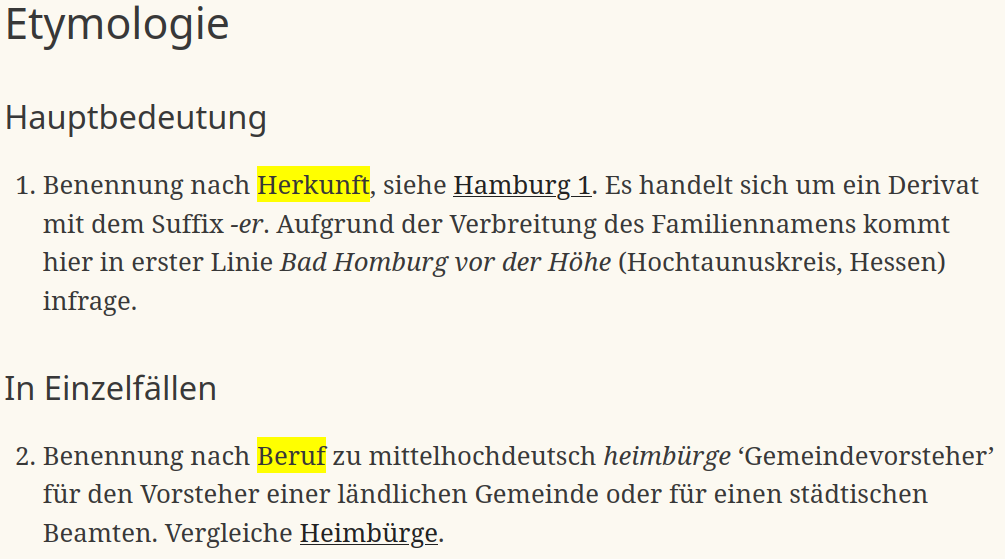 Etymologie
Hauptbedeutung
1. Benennung nach Herkunft, siehe Hamburg 1. Es handelt sich um ein Derivat
mit dem Suffix -er. Aufgrund der Verbreitung des Familiennamens kommt
hier in erster Linie Bad Homburg vor der Höhe (Hochtaunuskreis, Hessen)
infrage.
In Einzelfällen
2. Benennung nach Beruf zu mittelhochdeutsch heimbürge ‘Gemeindevorsteher’
für den Vorsteher einer ländlichen Gemeinde oder für einen städtischen
Beamten. Vergleiche Heimbürge.